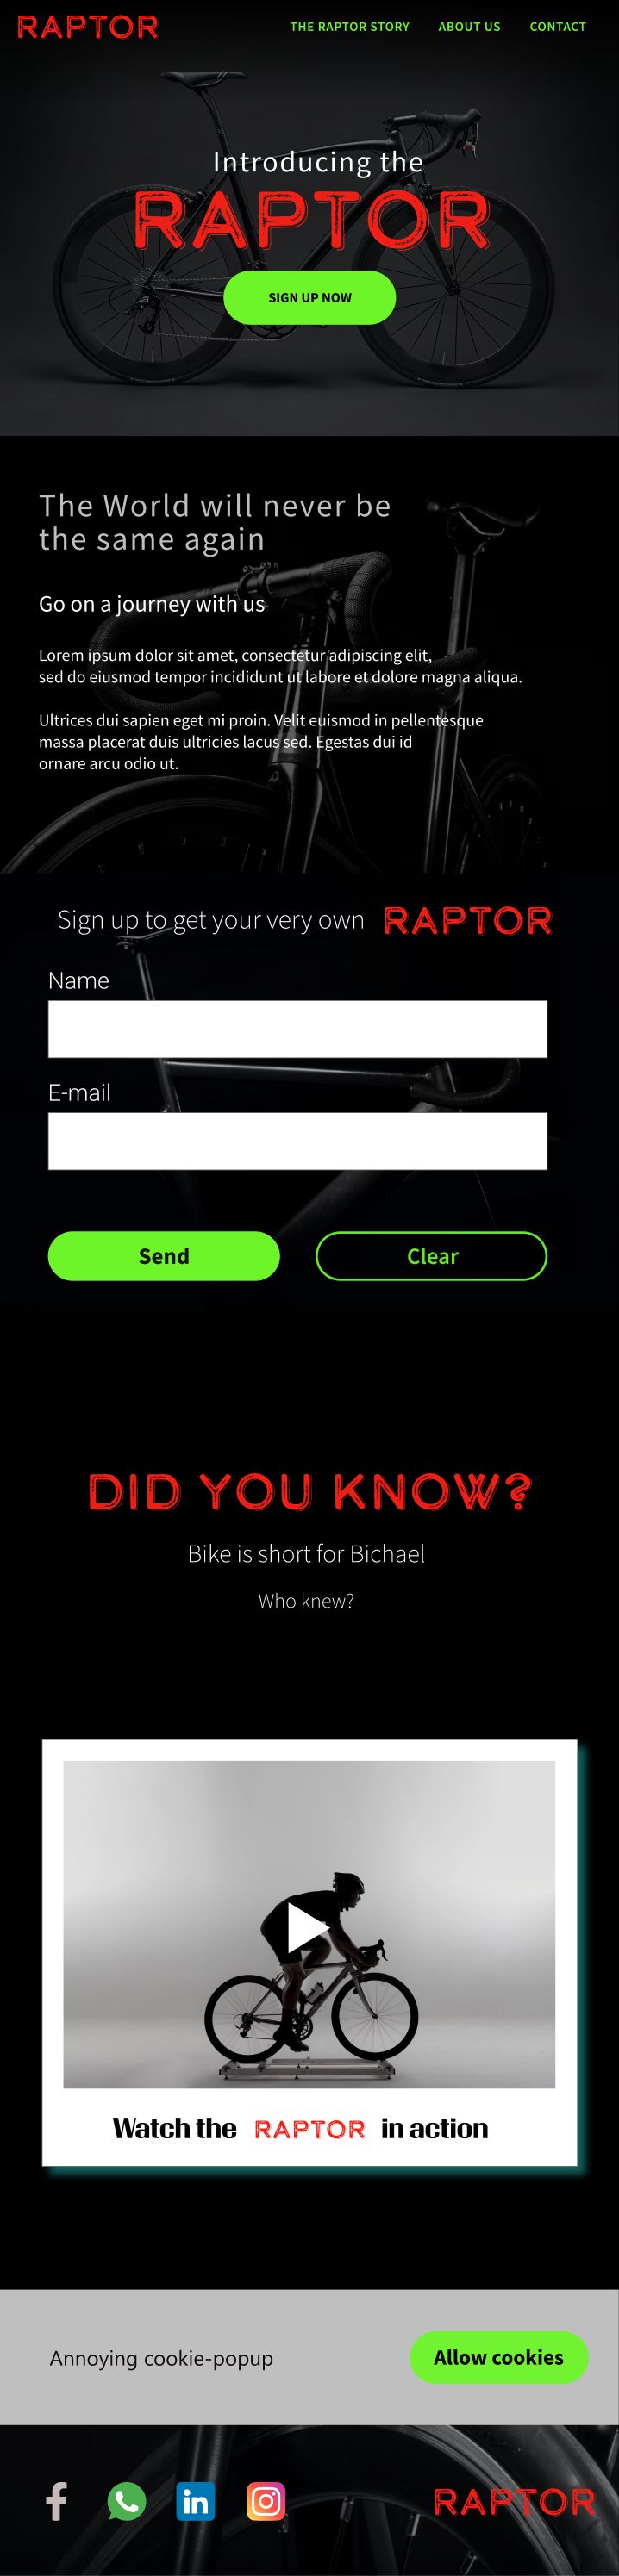 RAPTOR
THE RAPTOR STORY
ABOUT US
CONTACT
Introducing the
RAPTOR
SIGN UP NOW
The World will never be
the same again
Go on a journey with us
Lorem ipsum dolor sit amet, consectetur adipiscing elit,
sed do eiusmod tempor incididunt ut labore et dolore magna aliqua.
Ultrices dui sapien eget mi proin. Velit euismod in pellentesque
massa placerat duis ultricies lacus sed. Egestas dui id
ornare arcu odio ut.
Sign up to get your very own RAPTOR
Name
E-mail
Send
Clear
DID YOU KNOW?
Bike is short for Bichael
Who knew?
Watch the RAPTOR in action
Annoying cookie-popup
Allow cookies
in
RAPTOR